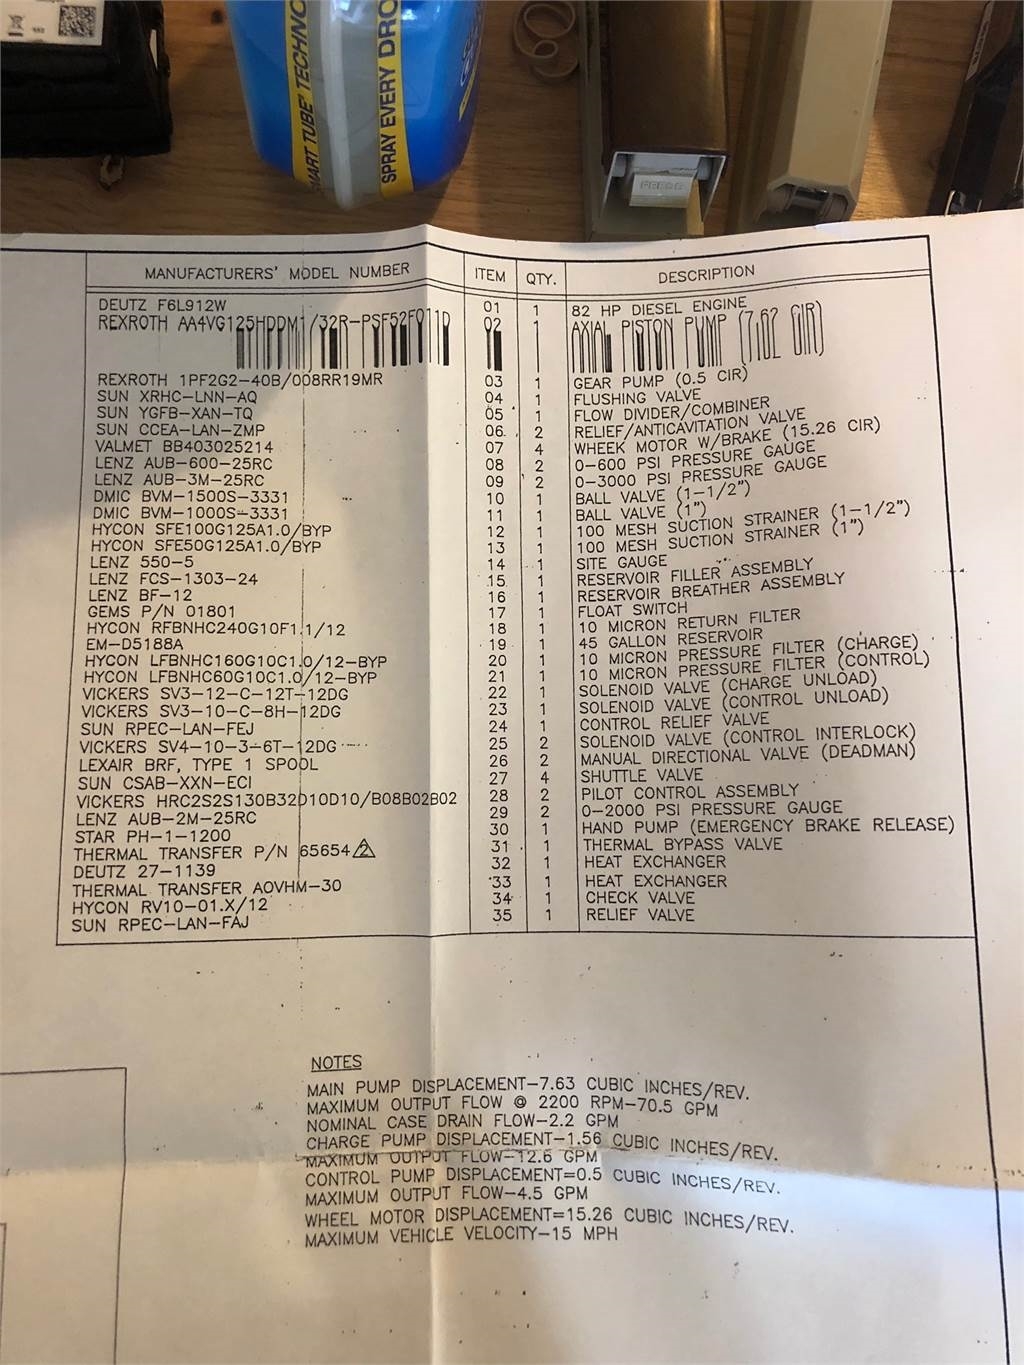 SMART TUBE' TECHNO
SPRAY EVERY DRO
PRESS
MANUFACTURERS' MODEL NUMBER ITEM QTY. DESCRIPTION
DEUTZ F6L912W 01 1 82 HP DIESEL ENGINE
REXROTH AA4VG125HDDM1/32R-PSF52F011D 02 1 AXIAL PISTON PUMP (7.62 CIR)
REXROTH 1PF2G2-40B/008RR19MR 03 1 GEAR PUMP (0.5 CIR)
SUN XRHC-LNN-AQ 04 1 FLUSHING VALVE
SUN YGFB-XAN-TQ 05 1 FLOW DIVIDER/COMBINER
SUN CCEA-LAN-ZMP 06 2 RELIEF/ANTICAVITATION VALVE
VALMET BB403025214 07 4 WHEEK MOTOR W/BRAKE (15.26 CIR)
LENZ AUB-600-25RC 08 2 0-600 PSI PRESSURE GAUGE
LENZ AUB-3M-25RC 09 2 0-3000 PSI PRESSURE GAUGE
DMIC BVM-1500S-3331 10 1 BALL VALVE (1-1/2")
DMIC BVM-1000S-3331 11 1 BALL VALVE (1")
HYCON SFE100G125A1.0/BYP 12 1 100 MESH SUCTION STRAINER (1-1/2")
HYCON SFE50G125A1.0/BYP 13 1 100 MESH SUCTION STRAINER (1")
LENZ 550-5 14 1 SITE GAUGE
LENZ FCS-1303-24 15 1 RESERVOIR FILLER ASSEMBLY
LENZ BF-12 16 1 RESERVOIR BREATHER ASSEMBLY
GEMS P/N 01801 17 1 FLOAT SWITCH
HYCON RFBNHC240G10F1.1/12 18 1 10 MICRON RETURN FILTER
EM-D5188A 19 1 45 GALLON RESERVOIR
HYCON LFBNHC160G10C1.0/12-BYP 20 1 10 MICRON PRESSURE FILTER (CHARGE)
HYCON LFBNHC60G10C1.0/12-BYP 21 1 10 MICRON PRESSURE FILTER (CONTROL)
VICKERS SV3-12-C-12T-12DG 22 1 SOLENOID VALVE (CHARGE UNLOAD)
VICKERS SV3-10-C-8H-12DG 23 1 SOLENOID VALVE (CONTROL UNLOAD)
SUN RPEC-LAN-FEJ 24 1 CONTROL RELIEF VALVE
VICKERS SV4-10-3-6T-12DG 25 2 SOLENOID VALVE (CONTROL INTERLOCK)
LEXAIR BRF, TYPE 1 SPOOL 26 2 MANUAL DIRECTIONAL VALVE (DEADMAN)
SUN CSAB-XXN-ECI 27 4 SHUTTLE VALVE
VICKERS HRC2S2S130B32D10D10/B08B02B02 28 2 PILOT CONTROL ASSEMBLY
LENZ AUB-2M-25RC 29 2 0-2000 PSI PRESSURE GAUGE
STAR PH-1-1200 30 1 HAND PUMP (EMERGENCY BRAKE RELEASE)
THERMAL TRANSFER P/N 65654 2 31 1 THERMAL BYPASS VALVE
DEUTZ 27-1139 32 1 HEAT EXCHANGER
THERMAL TRANSFER AOVHM-30 33 1 HEAT EXCHANGER
HYCON RV10-01.X/12 34 1 CHECK VALVE
SUN RPEC-LAN-FAJ 35 1 RELIEF VALVE
NOTES
MAIN PUMP DISPLACEMENT-7.63 CUBIC INCHES/REV.
MAXIMUM OUTPUT FLOW @ 2200 RPM-70.5 GPM
NOMINAL CASE DRAIN FLOW-2.2 GPM
CHARGE PUMP DISPLACEMENT-1.56 CUBIC INCHES/REV.
MAXIMUM OUTPUT FLOW-12.6 GPM
CONTROL PUMP DISPLACEMENT=0.5 CUBIC INCHES/REV.
MAXIMUM OUTPUT FLOW-4.5 GPM
WHEEL MOTOR DISPLACEMENT=15.26 CUBIC INCHES/REV.
MAXIMUM VEHICLE VELOCITY-15 MPH